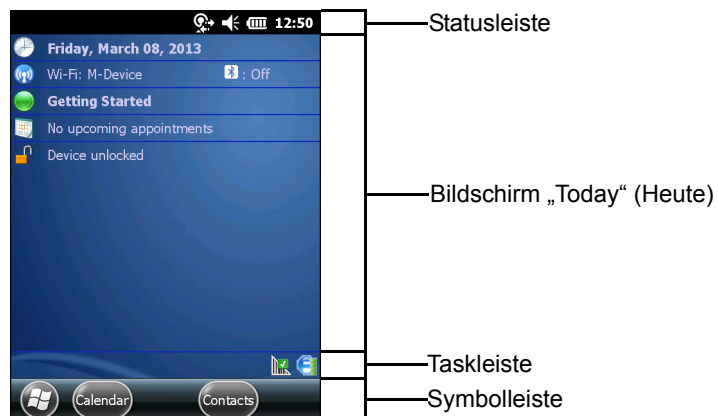 12:50
Statusleiste
Friday, March 08, 2013
Wi-Fi: M-Device : Off
Getting Started
No upcoming appointments
Device unlocked
Bildschirm „Today“ (Heute)
Taskleiste
Calendar Contacts
Symbolleiste